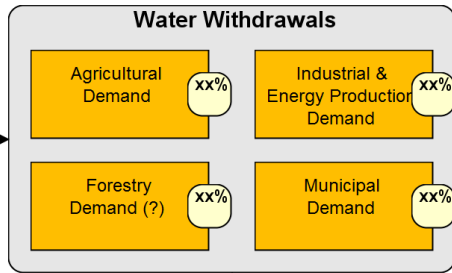 Water Withdrawals
Agricultural
Demand
xx%
Industrial &
Energy Production
Demand
xx%
Forestry
Demand (?)
xx%
Municipal
Demand
xx%